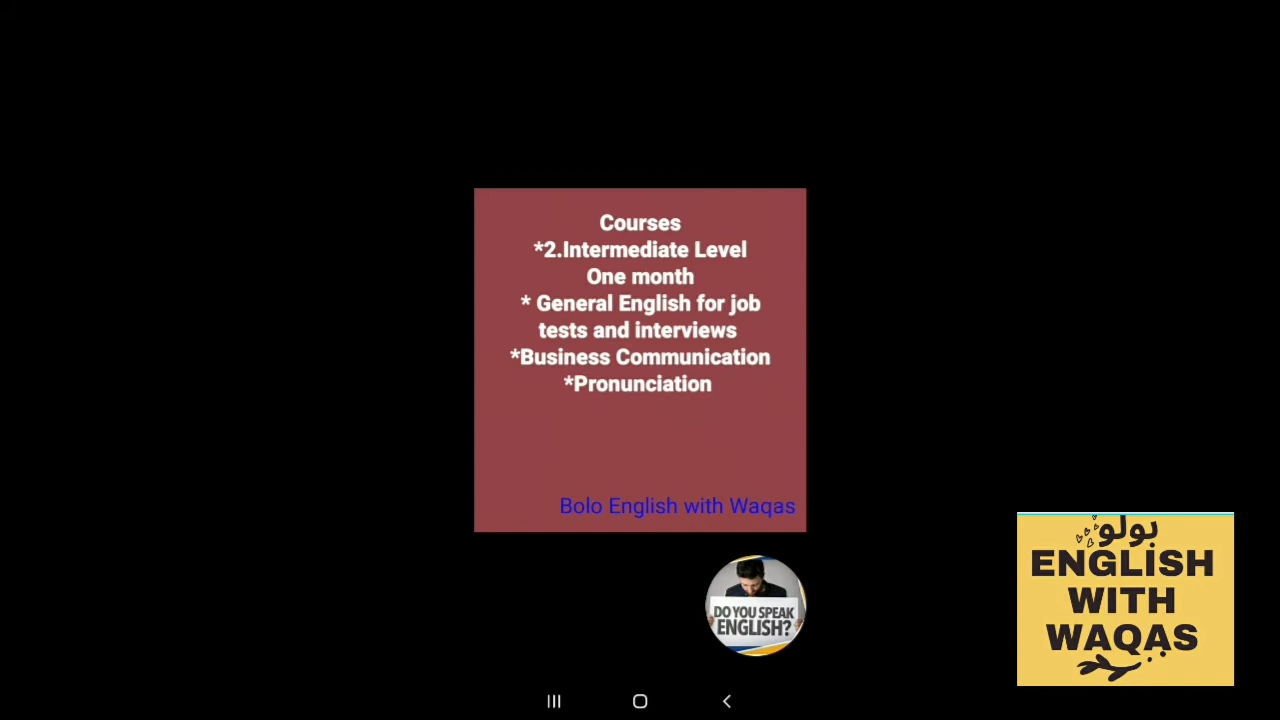 Courses
*2.Intermediate Level
One month
* General English for job
tests and interviews
*Business Communication
*Pronunciation
Bolo English with Waqas
DO YOU SPEAK
ENGLISH?
بولو
ENGLISH
WITH
WAQAS